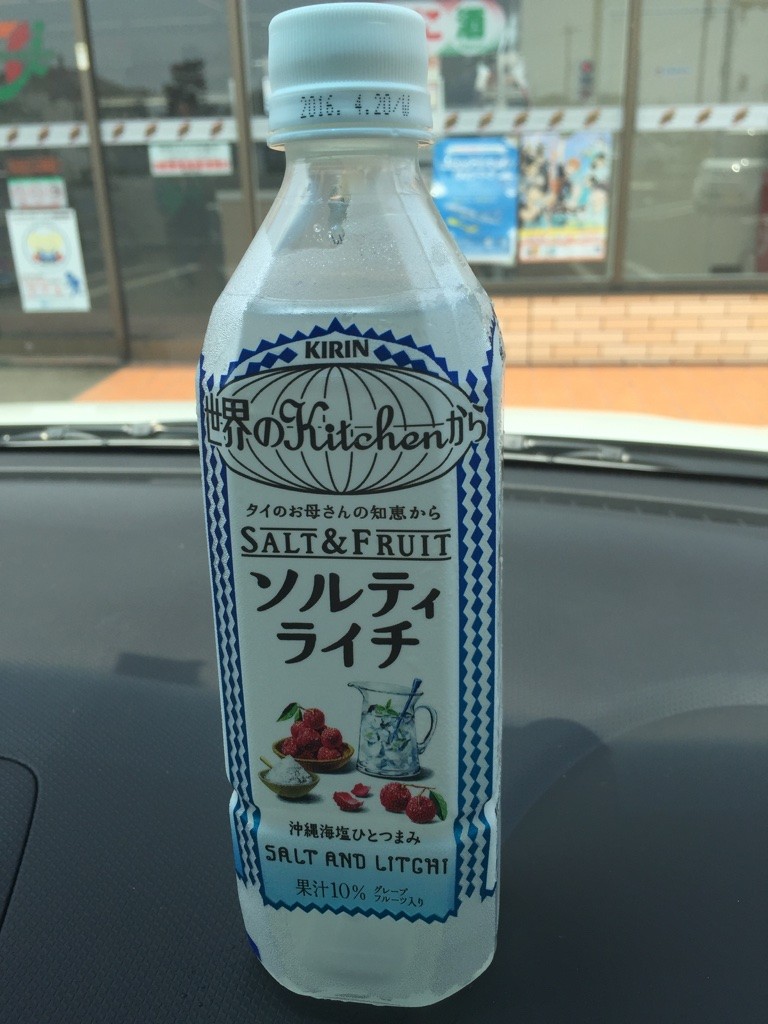 酒
2016. 4.20/W
KIRIN
世界のKitchenから
タイのお母さんの知恵から
SALT&FRUIT
ソルティ
ライチ
沖縄海塩ひとつまみ
SALT AND LITCHI
果汁10% グレープ
フルーツ入り